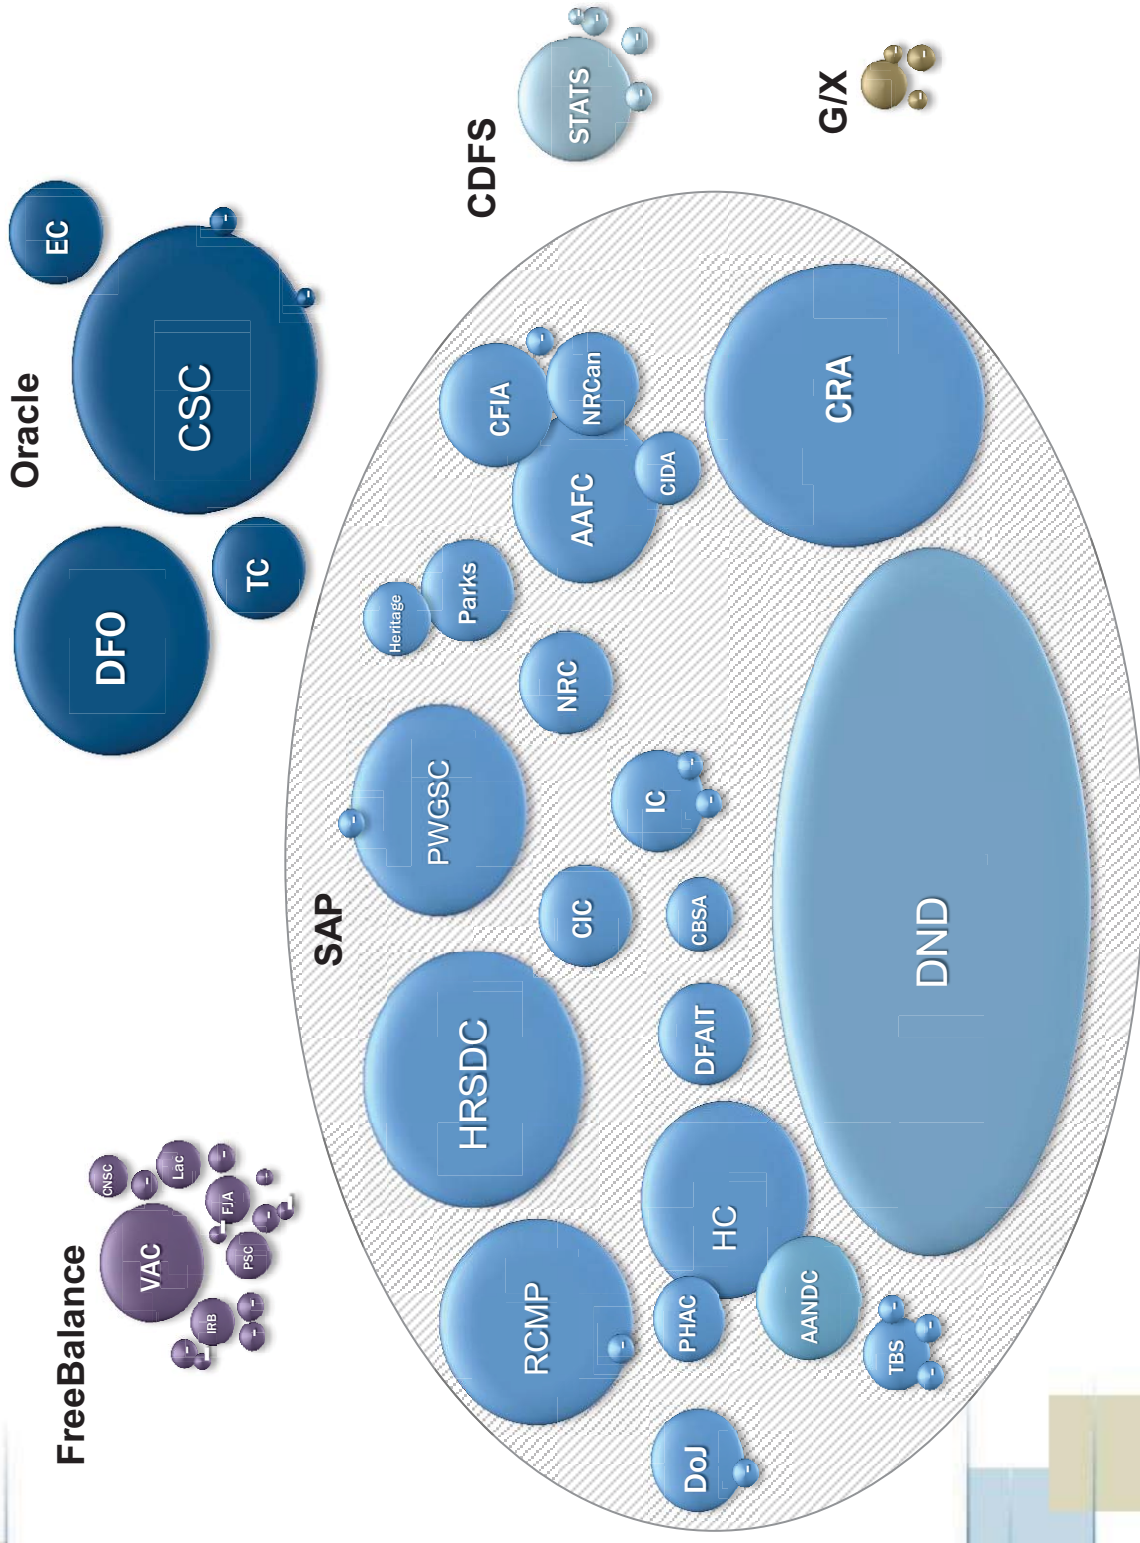 FreeBalance
VAC
CNSC
Lac
IRB
FJA
PSC
Oracle
DFO
EC
CSC
TC
SAP
HRSDC
PWGSC
Heritage
Parks
RCMP
CFIA
CIC
NRC
AAFC
NRCan
DoJ
PHAC
HC
DFAIT
CBSA
IC
CIDA
AANDC
TBS
DND
CRA
CDFS
STATS
G/X